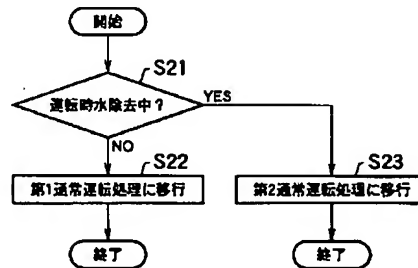 開始
S21
運転時水除去中？
YES
NO
S22
S23
第1通常運転処理に移行
第2通常運転処理に移行
終了
終了